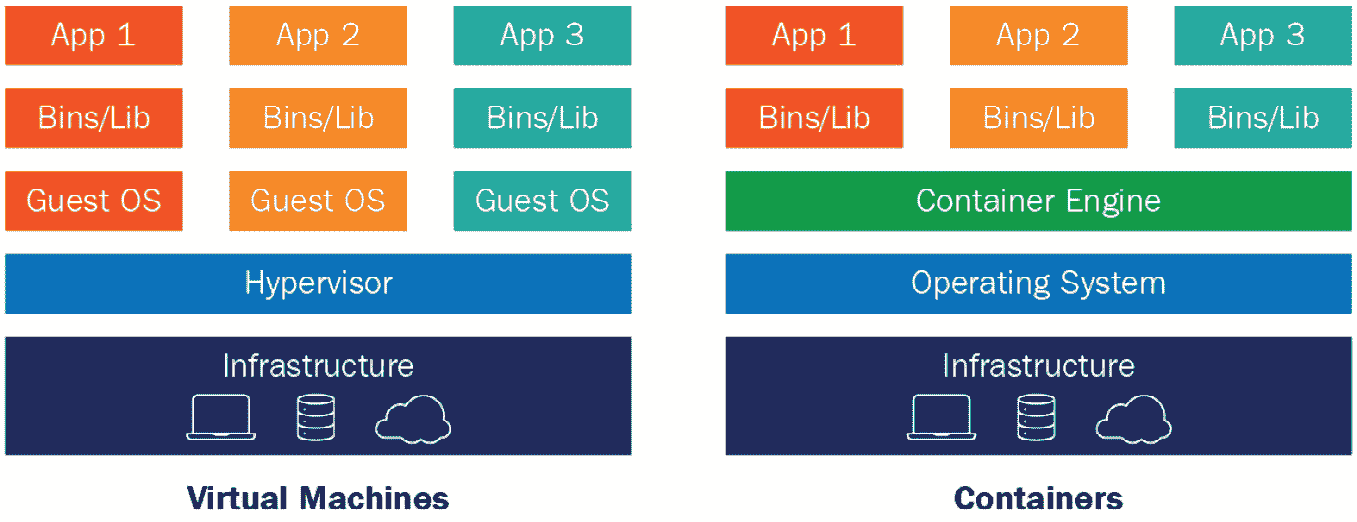 App 1
App 2
App 3
Bins/Lib
Bins/Lib
Bins/Lib
Guest OS
Guest OS
Guest OS
Hypervisor
Infrastructure
Virtual Machines
App 1
App 2
App 3
Bins/Lib
Bins/Lib
Bins/Lib
Container Engine
Operating System
Infrastructure
Containers